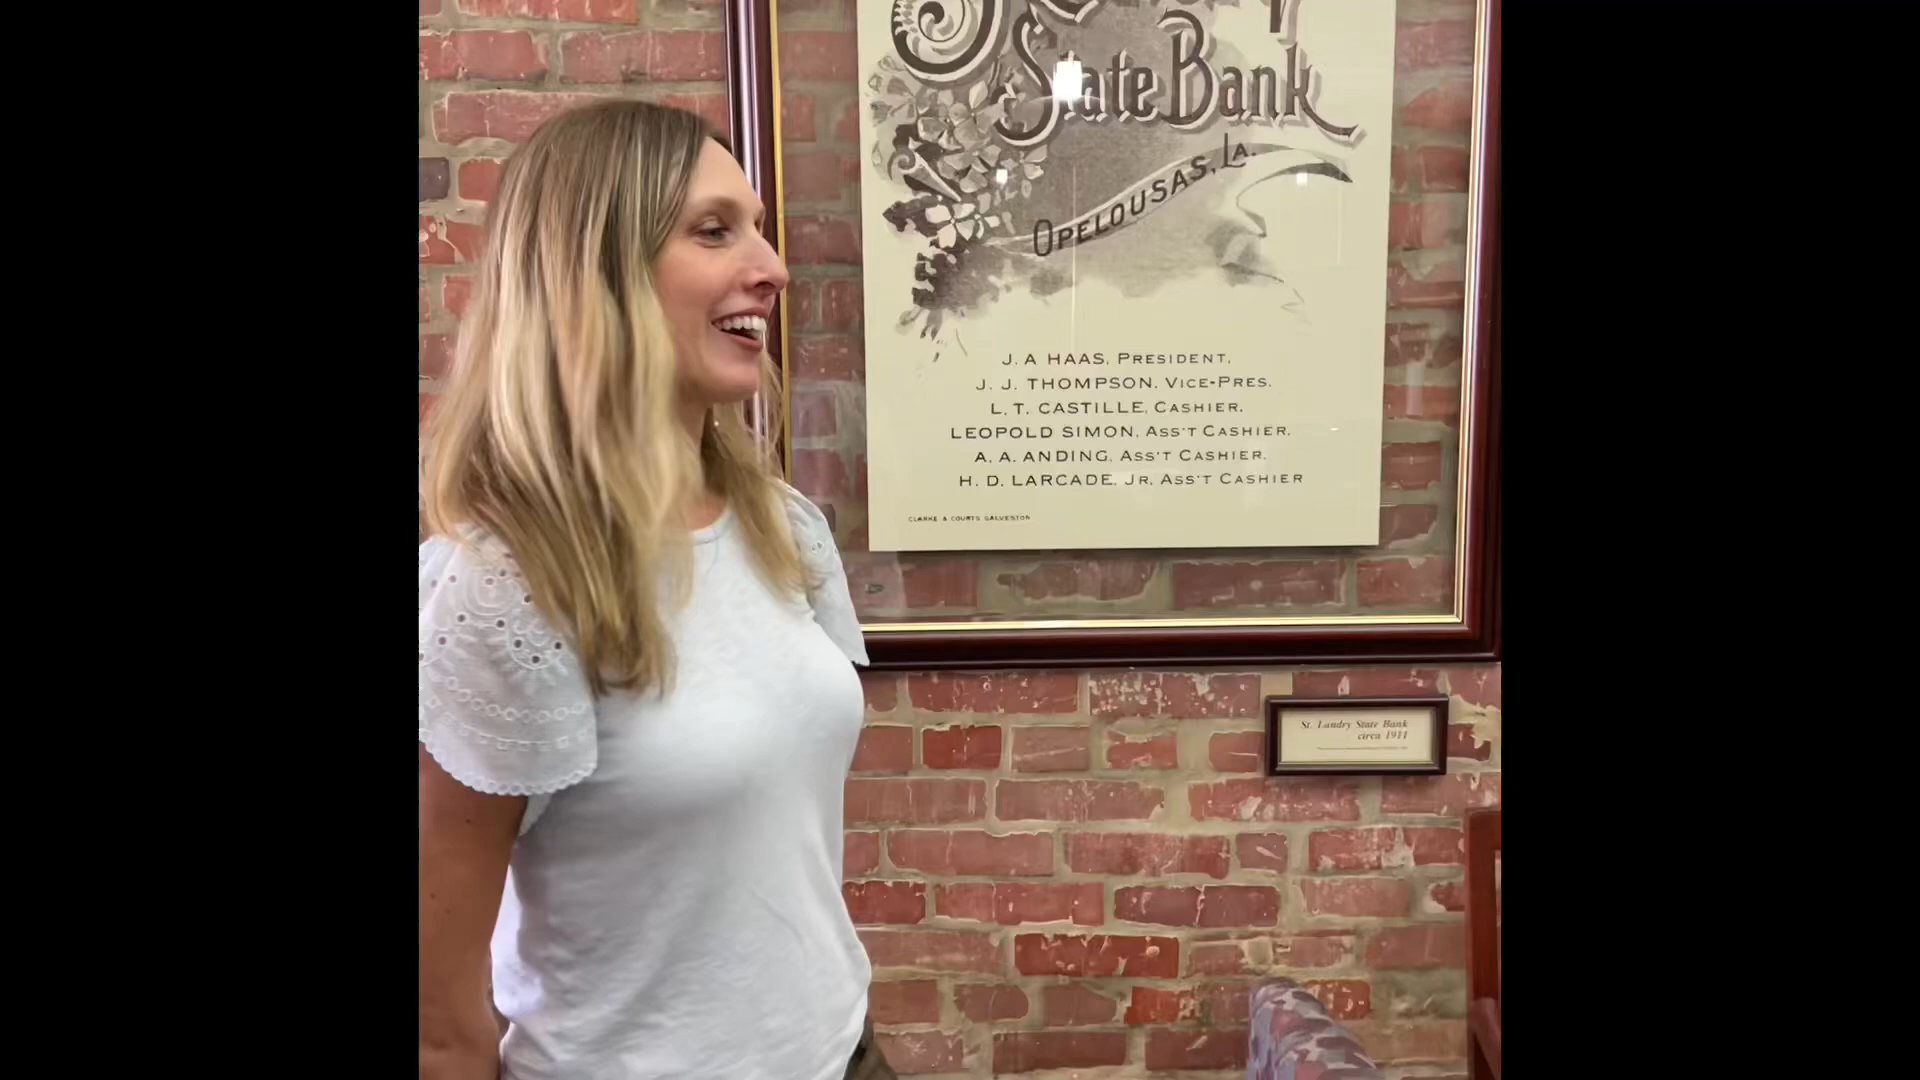 State Bank
Opelousas, La.
J. A HAAS, President,
J. J. THOMPSON, Vice-Pres.
L. T. CASTILLE, Cashier,
LEOPOLD SIMON, Ass't Cashier,
A. A. ANDING, Ass't Cashier.
H. D. LARCADE, Jr, Ass't Cashier
CLARKE & COURTS GALVESTON
St. Landry State Bank
circa 1911